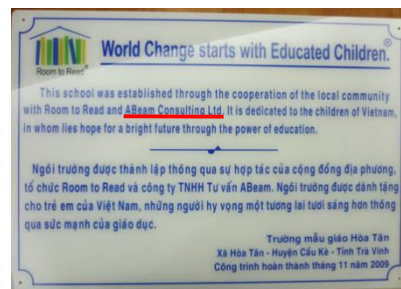 World Change starts with Educated Children.®
Room to Read®
This school was established through the cooperation of the local community
with Room to Read and ABeam Consulting Ltd. It is dedicated to the children of Vietnam,
in whom lies hope for a bright future through the power of education.
Ngôi trường được thành lập thông qua sự hợp tác của cộng đồng địa phương,
tổ chức Room to Read và công ty TNHH Tư vấn ABeam. Ngôi trường được dành tặng
cho trẻ em của Việt Nam, những người hy vọng một tương lai tươi sáng hơn thông
qua sức mạnh của giáo dục.
Trường mẫu giáo Hòa Tân
Xã Hòa Tân - Huyện Cầu Kè - Tỉnh Trà Vinh
Công trình hoàn thành tháng 11 năm 2009